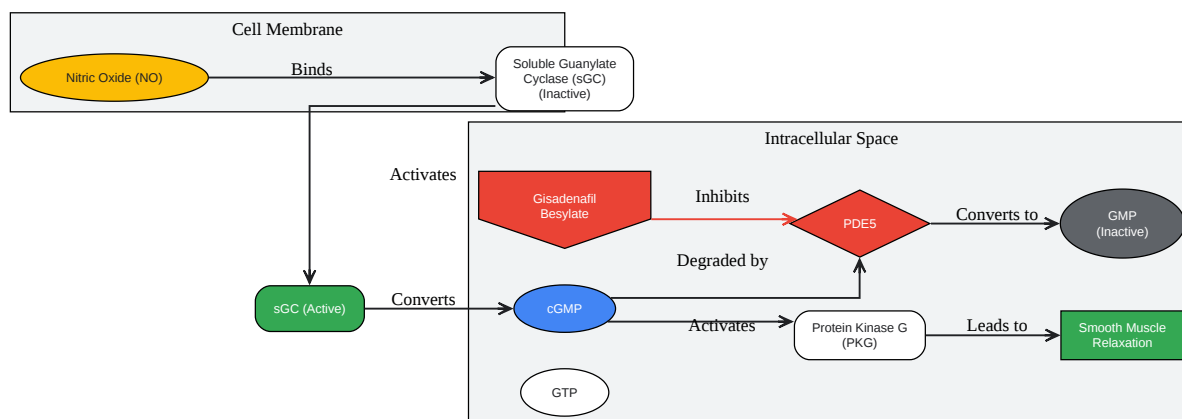 Cell Membrane
Nitric Oxide (NO)
Binds
Soluble Guanylate
Cyclase (sGC)
(Inactive)
Intracellular Space
Activates
Gisadenafil
Besylate
Inhibits
PDE5
Converts to
GMP
(Inactive)
Degraded by
sGC (Active)
Converts
cGMP
Activates
Protein Kinase G
(PKG)
Leads to
Smooth Muscle
Relaxation
GTP